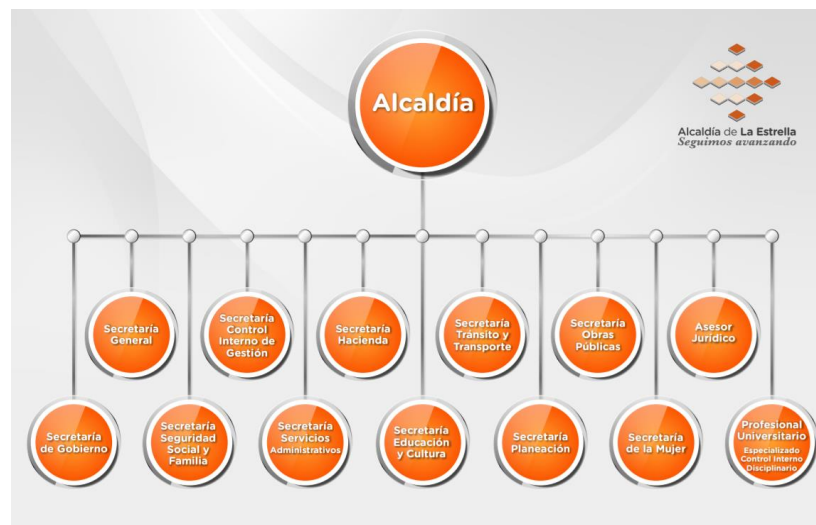 Alcaldía
Alcaldía de La Estrella
Seguimos avanzando
Secretaría
General
Secretaría
Control
Interno de
Gestión
Secretaría
Hacienda
Secretaría
Tránsito y
Transporte
Secretaría
Obras
Públicas
Asesor
Jurídico
Secretaría
de Gobierno
Secretaría
Seguridad
Social y
Familia
Secretaría
Servicios
Administrativos
Secretaría
Educación
y Cultura
Secretaría
Planeación
Secretaría
de la Mujer
Profesional
Universitario
Especializado
Control Interno
Disciplinario